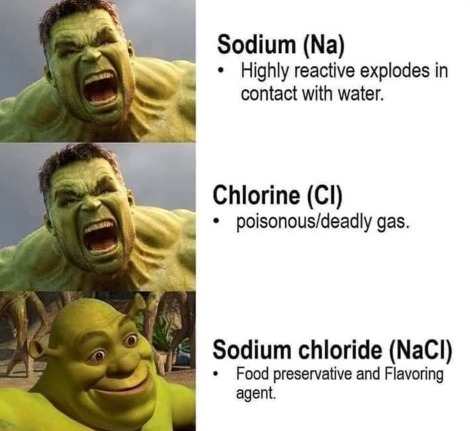 Sodium (Na)
• Highly reactive explodes in
contact with water.
Chlorine (Cl)
• poisonous/deadly gas.
Sodium chloride (NaCl)
• Food preservative and Flavoring
agent.